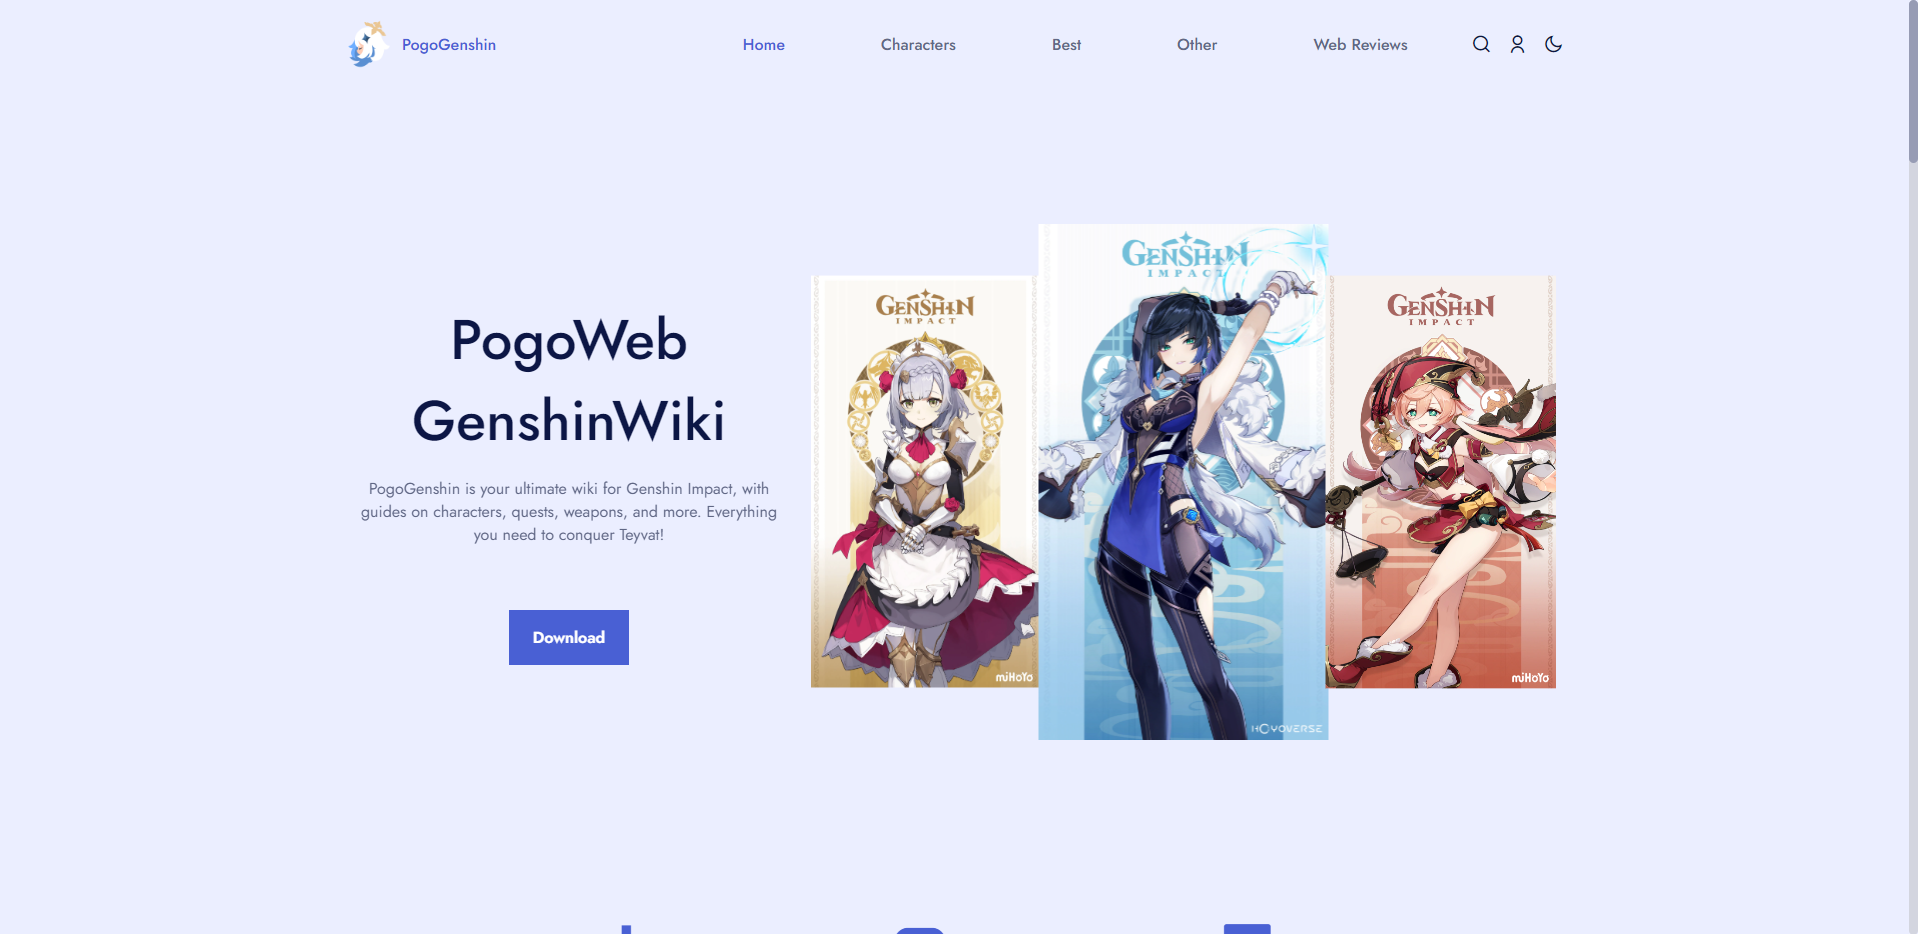 PogoGenshin
Home
Characters
Best
Other
Web Reviews
PogoWeb
GenshinWiki
PogoGenshin is your ultimate wiki for Genshin Impact, with
guides on characters, quests, weapons, and more. Everything
you need to conquer Teyvat!
Download
GENSHIN
IMPACT
miHoYo
GENSHIN
IMPACT
HOYOVERSE
GENSHIN
IMPACT
miHoYo